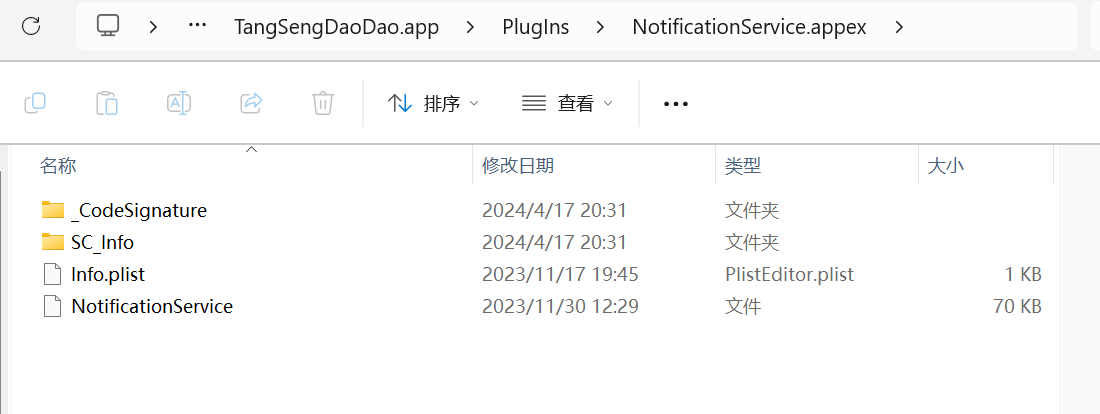 TangSengDaoDao.app > PlugIns > NotificationService.appex >
排序 查看
名称 修改日期 类型 大小
_CodeSignature 2024/4/17 20:31 文件夹
SC_Info 2024/4/17 20:31 文件夹
Info.plist 2023/11/17 19:45 PlistEditor.plist 1 KB
NotificationService 2023/11/30 12:29 文件 70 KB